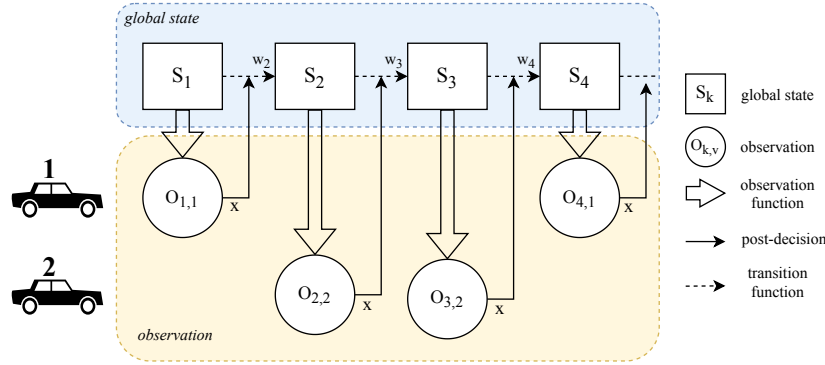 global state
S1
w2
S2
w3
S3
w4
S4
1
O1,1
x
O4,1
x
2
O2,2
x
O3,2
x
observation
Sk
global state
Ok,v
observation
observation
function
post-decision
transition
function